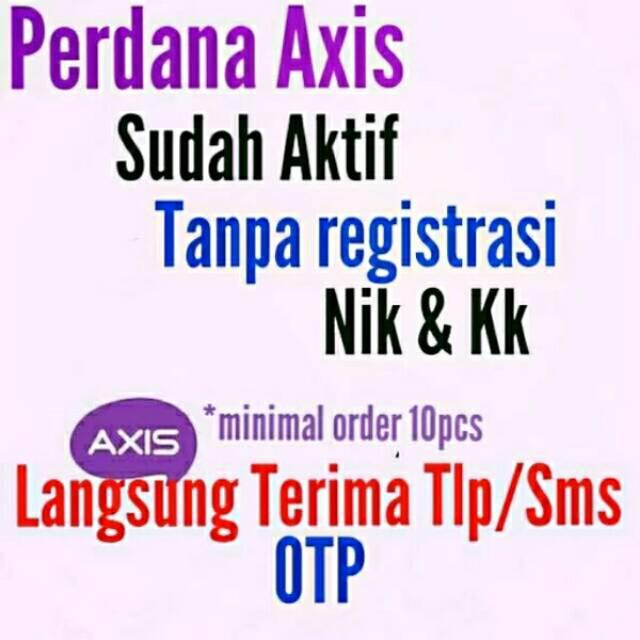 Perdana Axis
Sudah Aktif
Tanpa registrasi
Nik & Kk
*minimal order 10pcs
AXIS
Langsung Terima Tlp/Sms
OTP